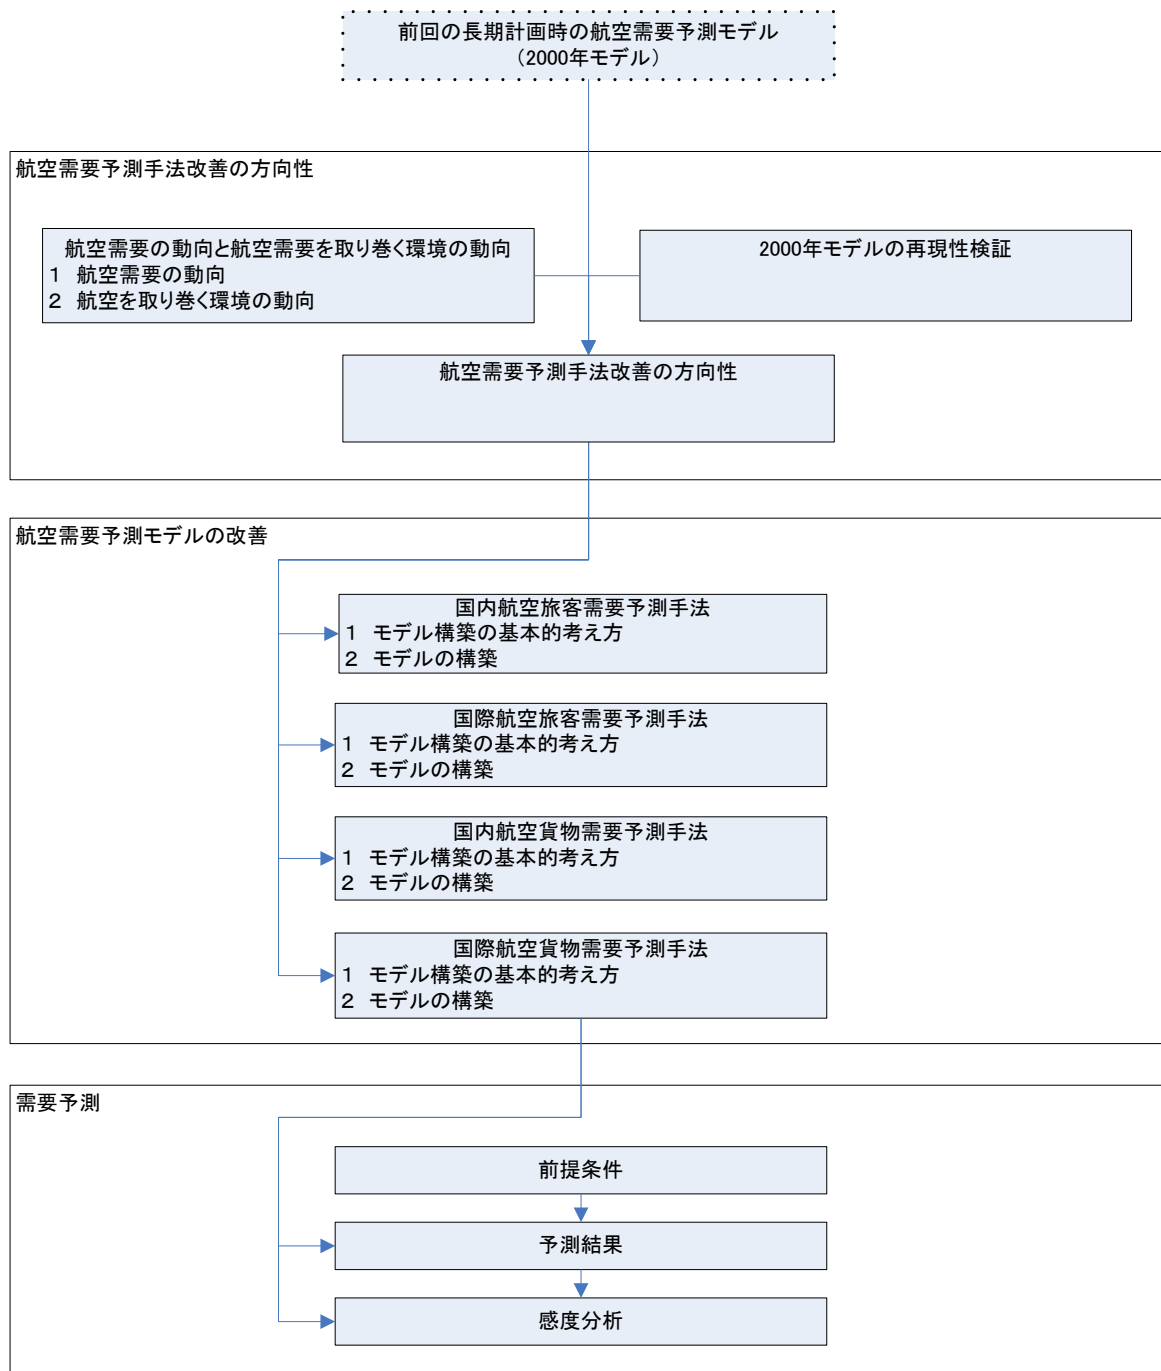 前回の長期計画時の航空需要予測モデル
（2000年モデル）
航空需要予測手法改善の方向性
航空需要の動向と航空需要を取り巻く環境の動向
１　航空需要の動向
２　航空を取り巻く環境の動向
2000年モデルの再現性検証
航空需要予測手法改善の方向性
航空需要予測モデルの改善
国内航空旅客需要予測手法
１　モデル構築の基本的考え方
２　モデルの構築
国際航空旅客需要予測手法
１　モデル構築の基本的考え方
２　モデルの構築
国内航空貨物需要予測手法
１　モデル構築の基本的考え方
２　モデルの構築
国際航空貨物需要予測手法
１　モデル構築の基本的考え方
２　モデルの構築
需要予測
前提条件
予測結果
感度分析